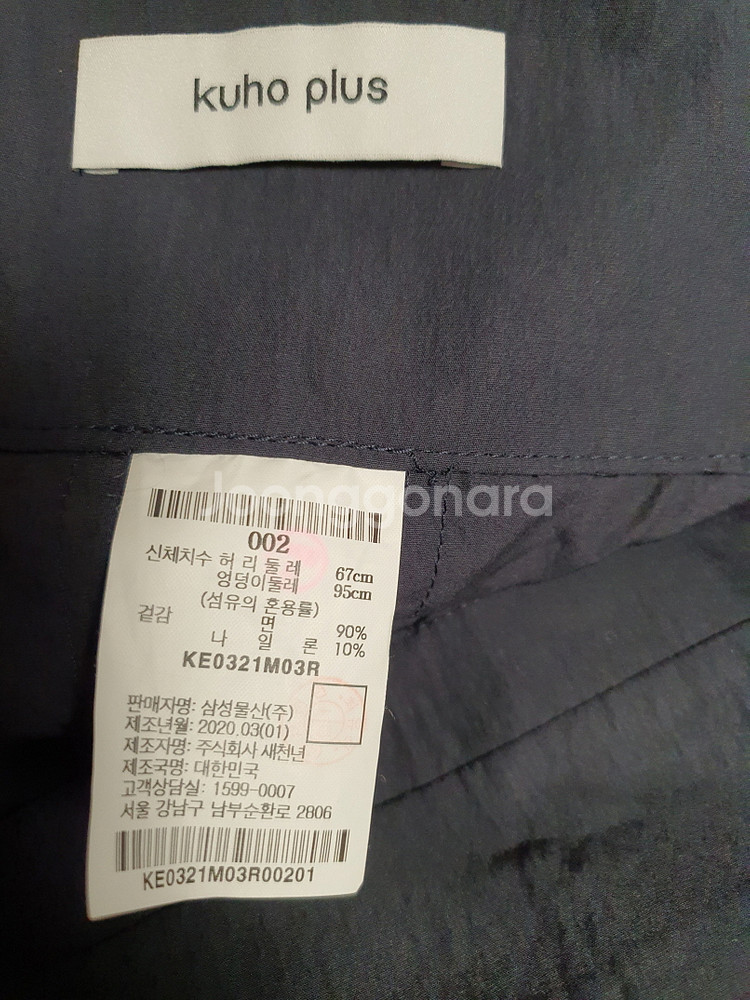 kuho plus
Joonggonara
002
신체치수 허 리 둘 레 67cm
엉덩이둘레 95cm
(섬유의 혼용률)
겉감 면 90%
나 일 론 10%
KE0321M03R
판매자명: 삼성물산(주)
제조년월: 2020.03(01)
제조자명: 주식회사 새천년
제조국명: 대한민국
고객상담실: 1599-0007
서울 강남구 남부순환로 2806
KE0321M03R00201